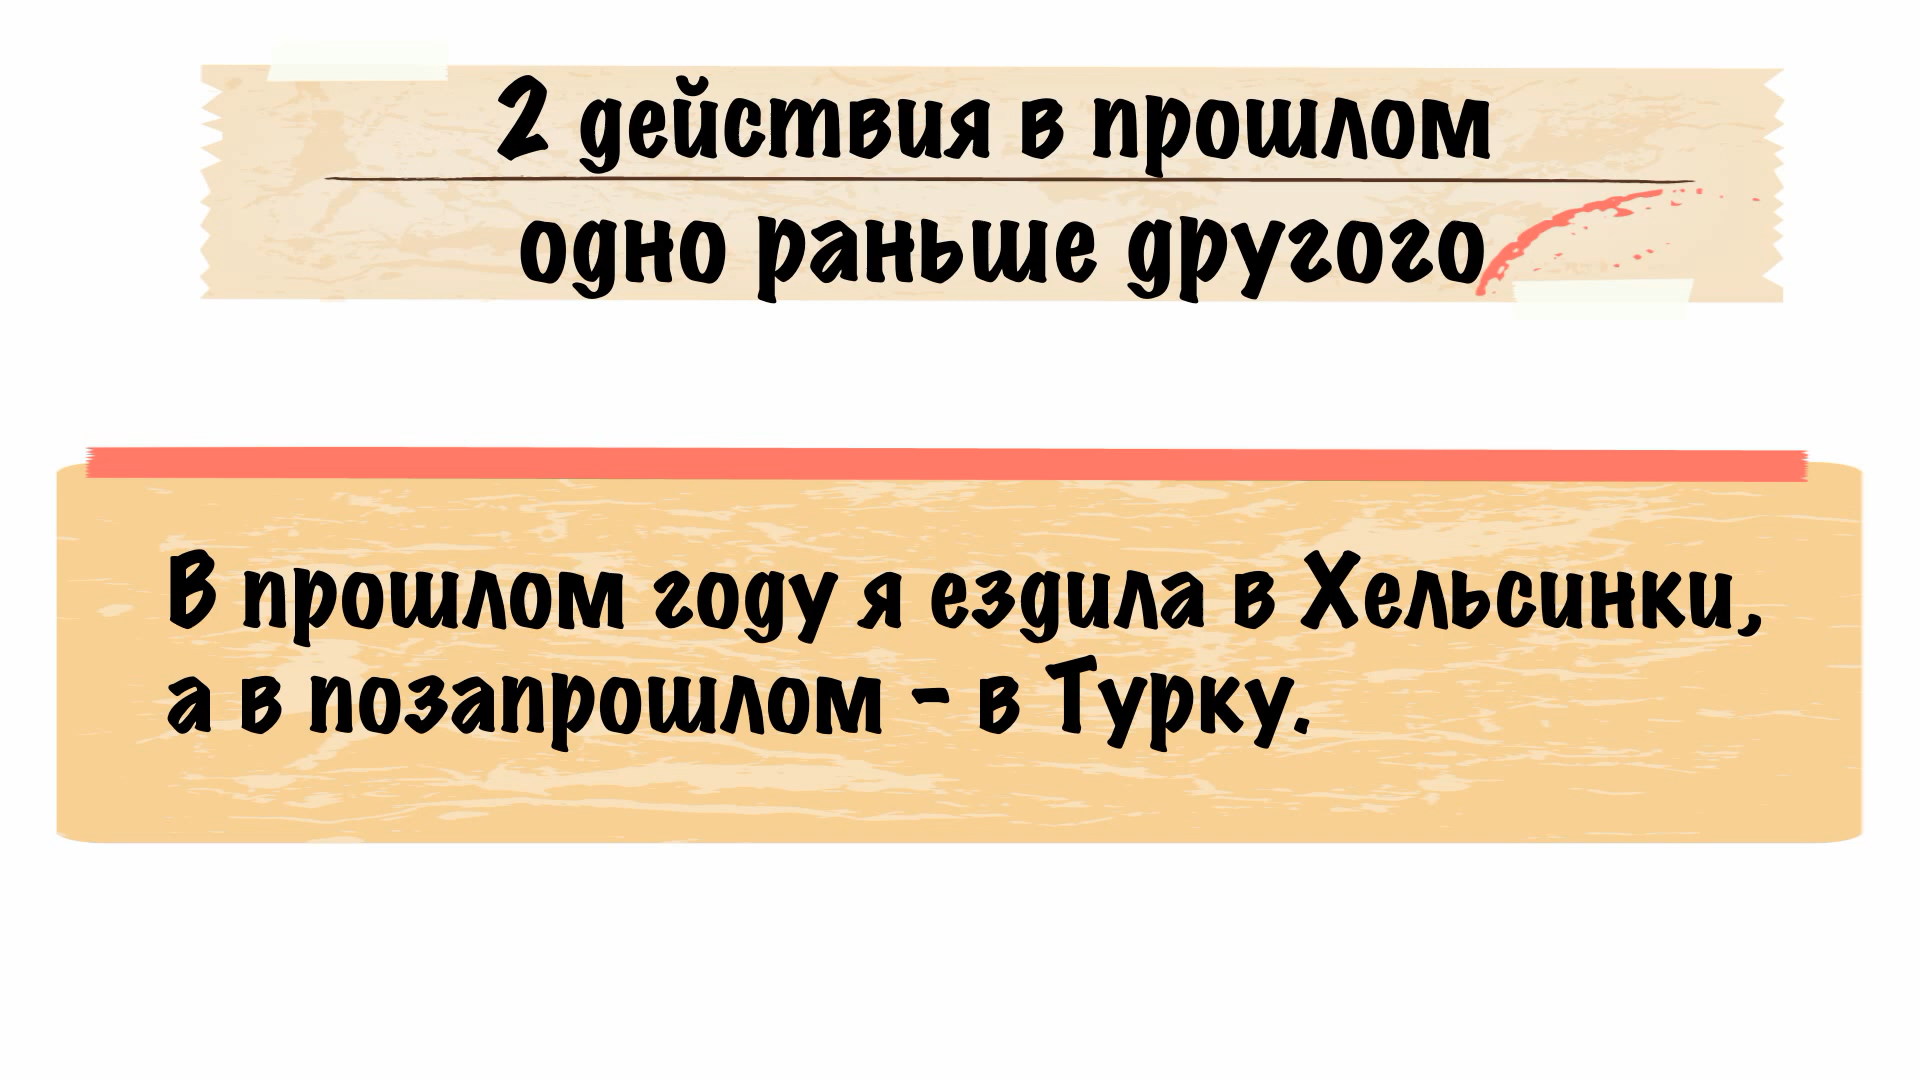 2 действия в прошлом
одно раньше другого
В прошлом году я ездила в Хельсинки,
а в позапрошлом - в Турку.